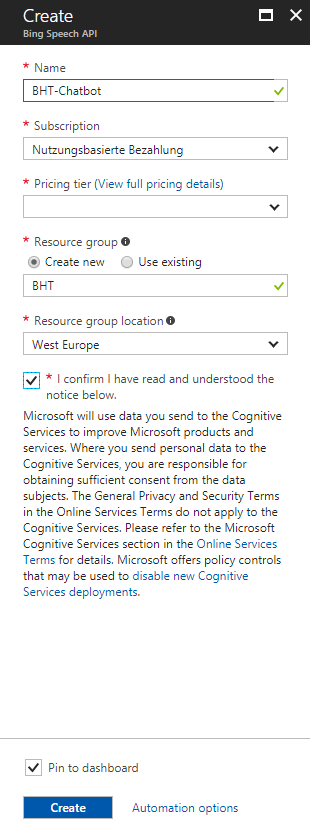 Create
Bing Speech API
* Name
BHT-Chatbot
* Subscription
Nutzungsbasierte Bezahlung
* Pricing tier (View full pricing details)
* Resource group
Create new Use existing
BHT
* Resource group location
West Europe
* I confirm I have read and understood the
notice below.
Microsoft will use data you send to the Cognitive
Services to improve Microsoft products and
services. Where you send personal data to the
Cognitive Services, you are responsible for
obtaining sufficient consent from the data
subjects. The General Privacy and Security Terms
in the Online Services Terms do not apply to the
Cognitive Services. Please refer to the Microsoft
Cognitive Services section in the Online Services
Terms for details. Microsoft offers policy controls
that may be used to disable new Cognitive
Services deployments.
Pin to dashboard
Create Automation options